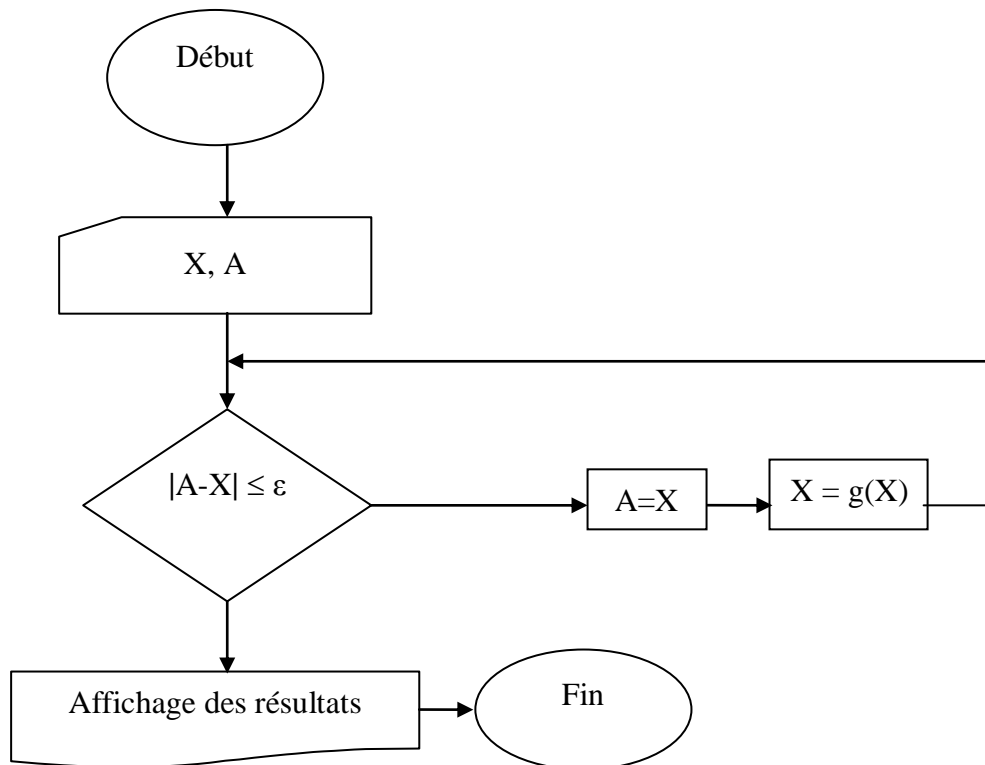 Début
X, A
|A-X| ≤ ε
A=X
X = g(X)
Affichage des résultats
Fin